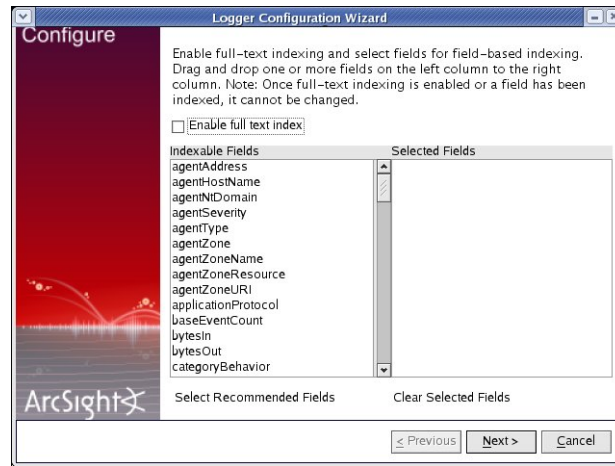 Logger Configuration Wizard
Configure
Enable full-text indexing and select fields for field-based indexing.
Drag and drop one or more fields on the left column to the right
column. Note: Once full-text indexing is enabled or a field has been
indexed, it cannot be changed.
Enable full text index
Indexable Fields
Selected Fields
agentAddress
agentHostName
agentNtDomain
agentSeverity
agentType
agentZone
agentZoneName
agentZoneResource
agentZoneURI
applicationProtocol
baseEventCount
bytesIn
bytesOut
categoryBehavior
Select Recommended Fields
Clear Selected Fields
ArcSight
< Previous
Next >
Cancel